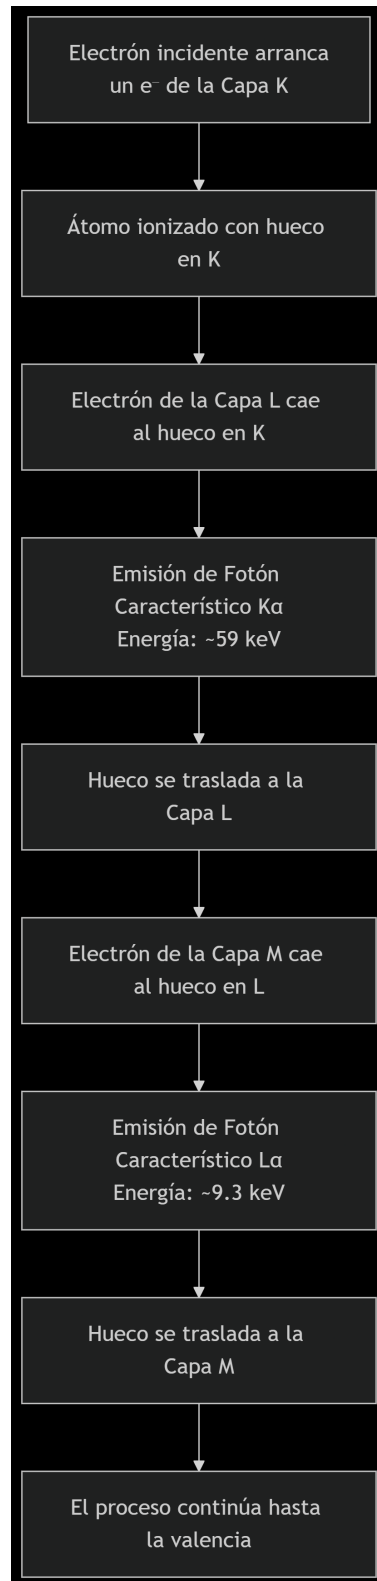 Electrón incidente arranca
un e⁻ de la Capa K
Átomo ionizado con hueco
en K
Electrón de la Capa L cae
al hueco en K
Emisión de Fotón
Característico Kα
Energía: ~59 keV
Hueco se traslada a la
Capa L
Electrón de la Capa M cae
al hueco en L
Emisión de Fotón
Característico Lα
Energía: ~9.3 keV
Hueco se traslada a la
Capa M
El proceso continúa hasta
la valencia